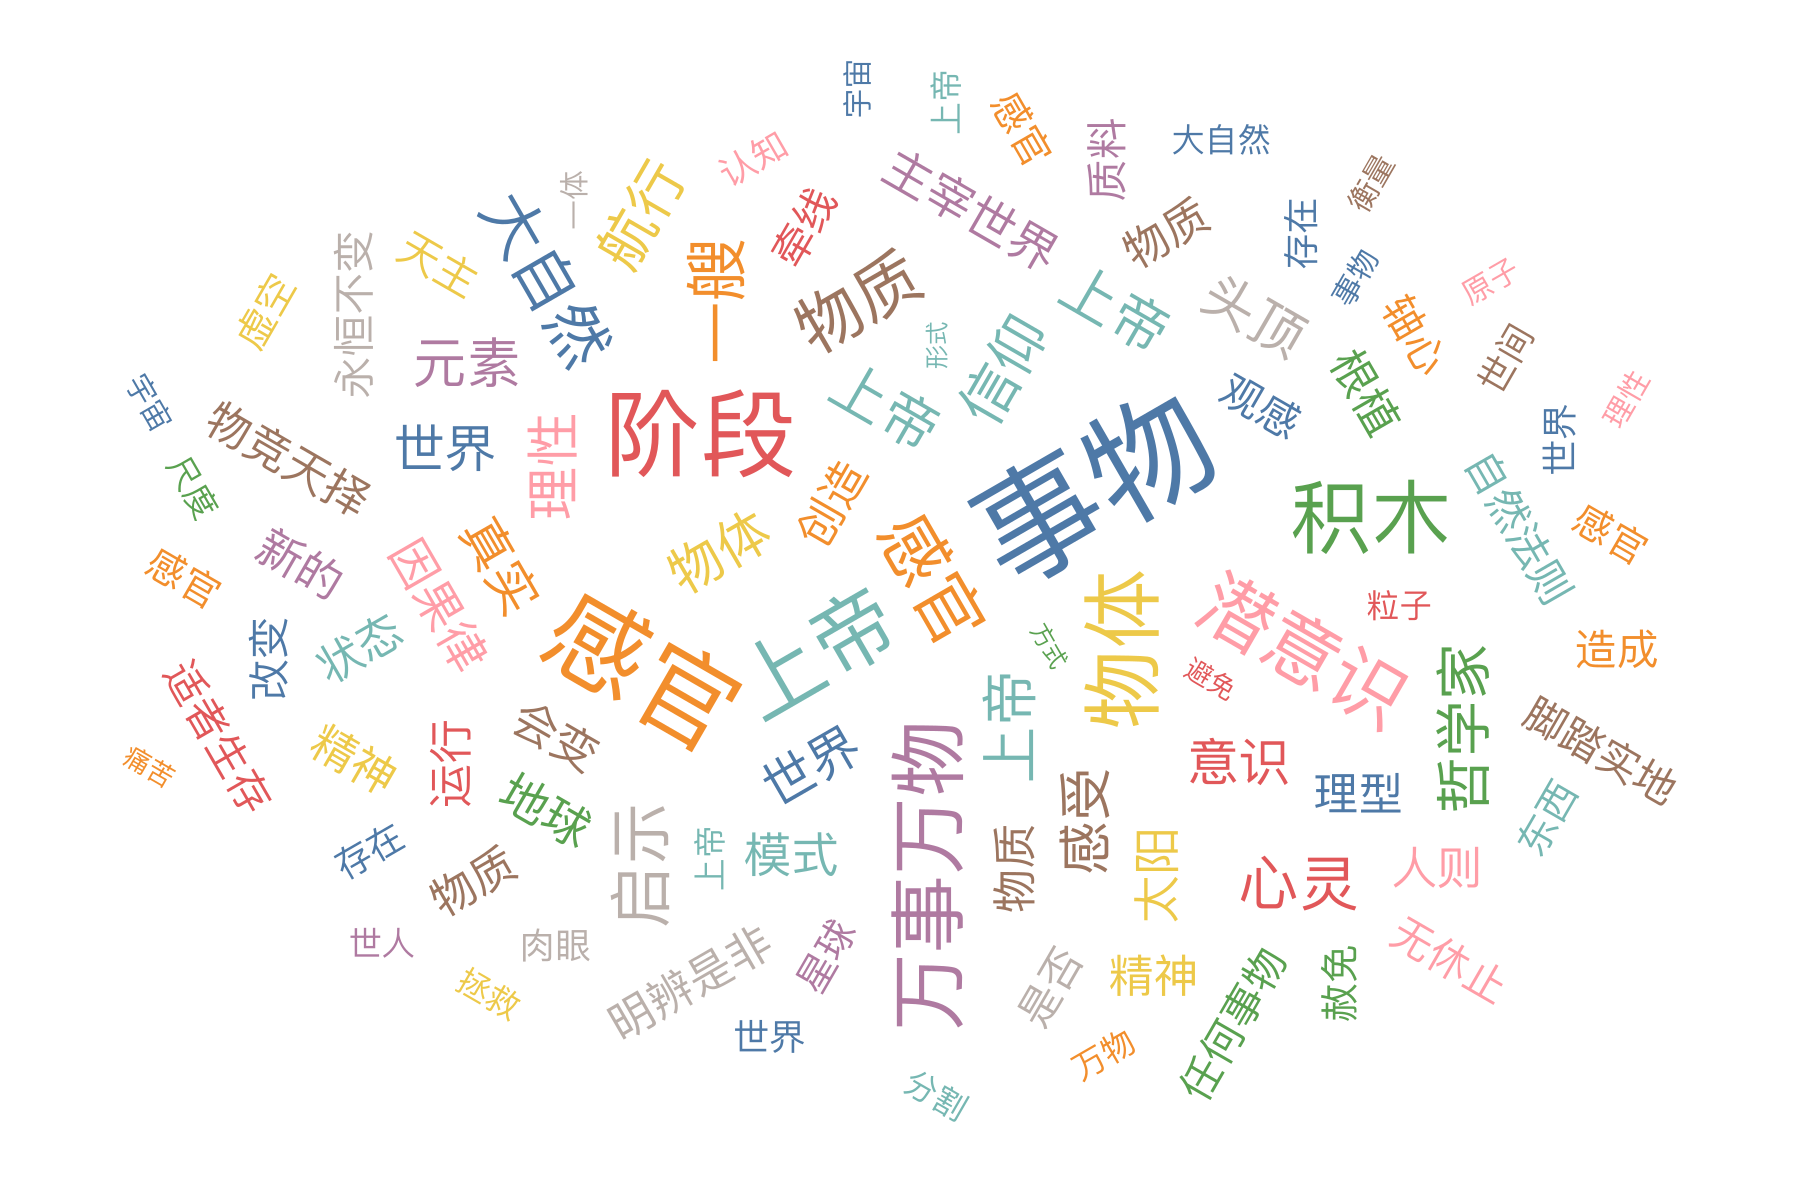 宇宙
上帝
感官
质料
大自然
认知
一体
航行
牵线
主宰世界
物质
衡量
存在
大自然
天主
永恒不变
虚空
一艘
物质
上帝
头顶
事物
原子
轴心
世间
元素
形式
信仰
观感
根植
理性
宇宙
物竞天择
世界
理性
阶段
上帝
事物
世界
尺度
创造
积木
自然法则
感官
感官
新的
因果律
真实
物体
感官
潜意识
粒子
造成
改变
状态
感官
上帝
方式
物体
避免
哲学家
适者生存
痛苦
精神
运行
会变
世界
上帝
意识
理型
脚踏实地
地球
万事万物
感受
东西
存在
物质
启示
上帝
模式
物质
太阳
心灵
人则
世人
肉眼
拯救
明辨是非
星球
是否
精神
任何事物
赦免
无休止
世界
万物
分割